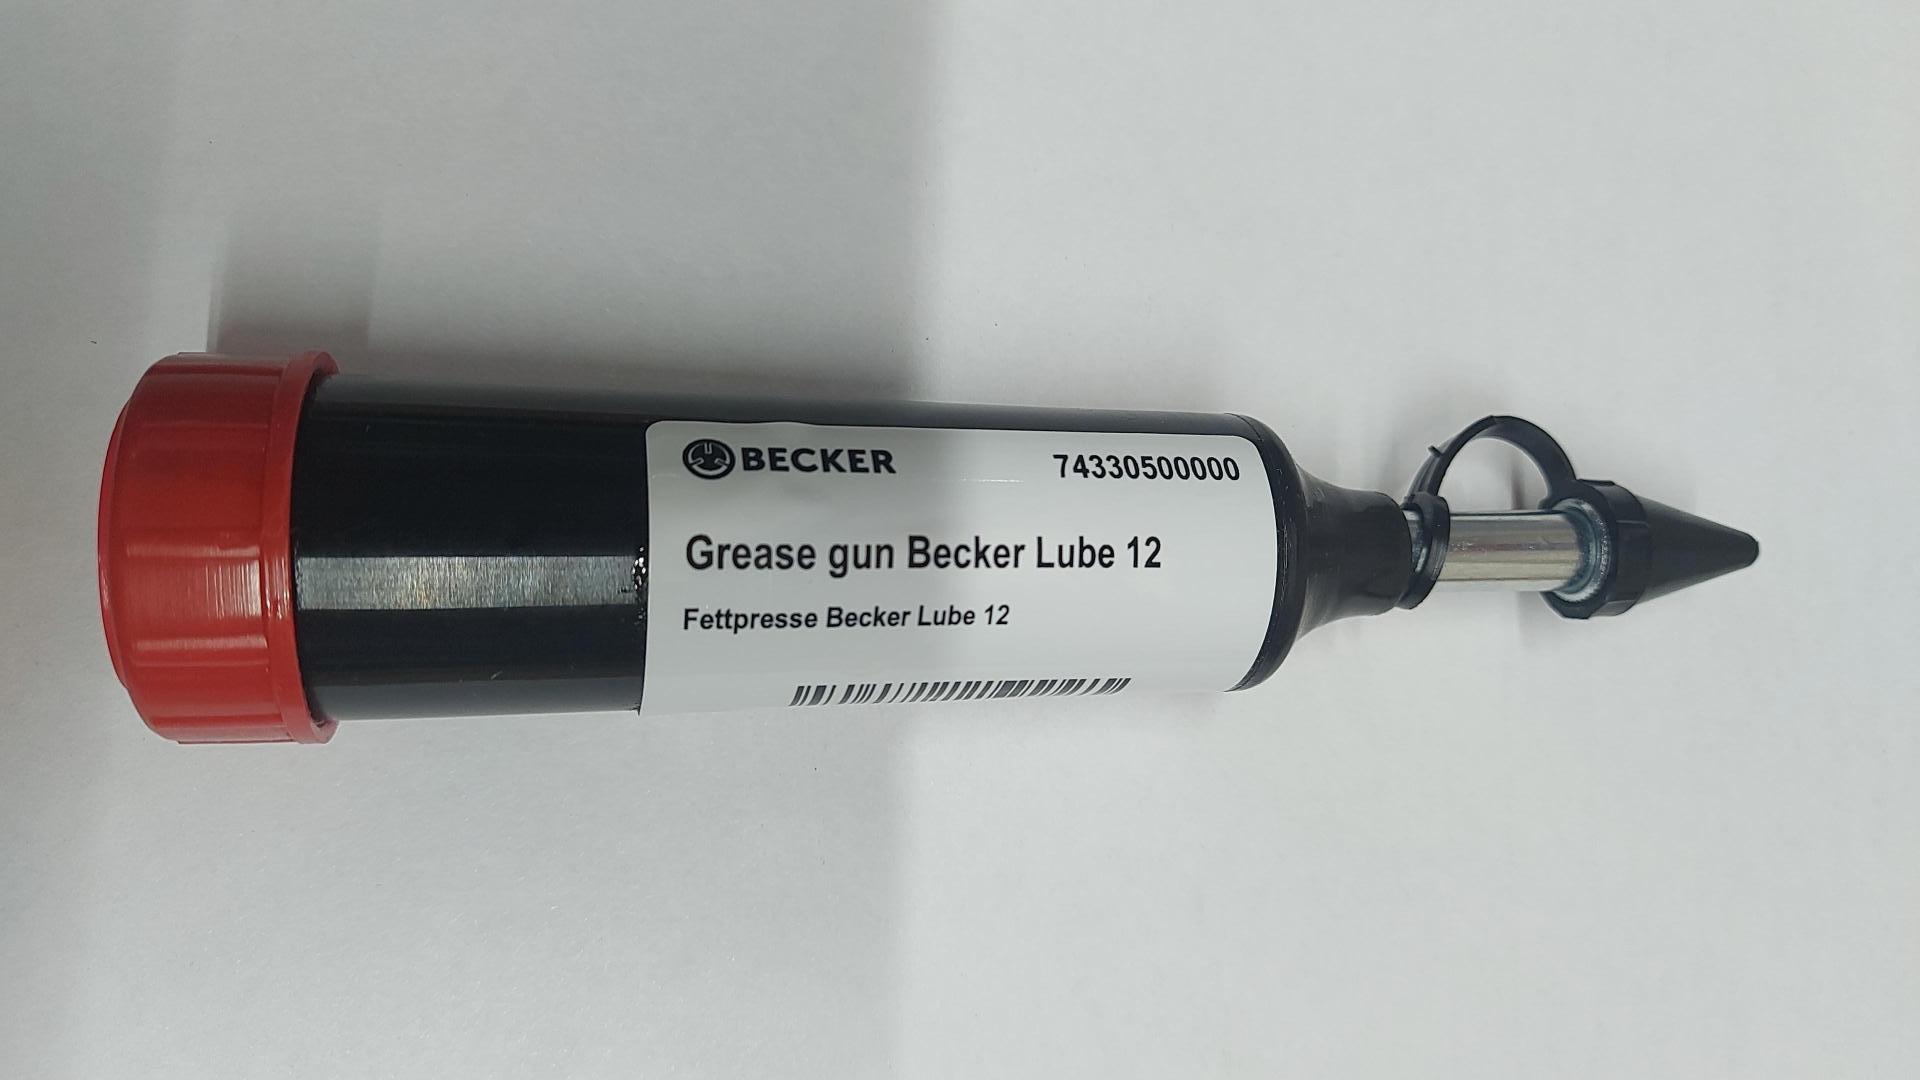 BECKER
74330500000
Grease gun Becker Lube 12
Fettpresse Becker Lube 12